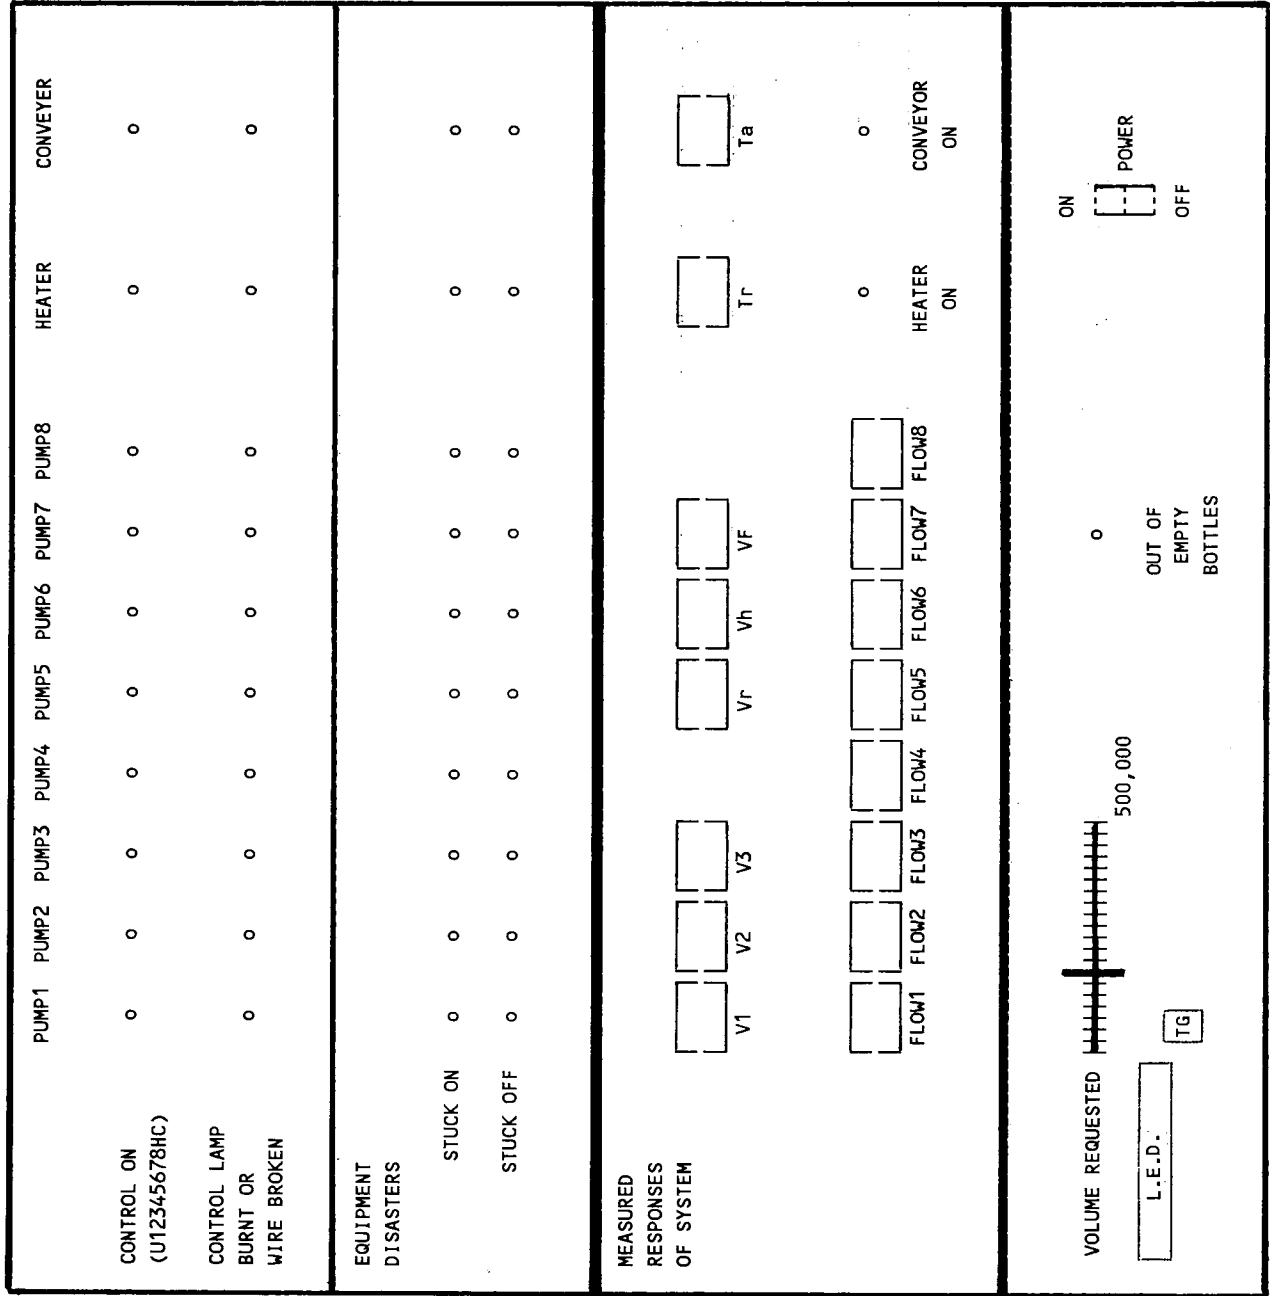 PUMP1 PUMP2 PUMP3 PUMP4 PUMP5 PUMP6 PUMP7 PUMP8 HEATER CONVEYER
CONTROL ON
(U12345678HC)
CONTROL LAMP
BURNT OR
WIRE BROKEN
EQUIPMENT
DISASTERS
STUCK ON
STUCK OFF
MEASURED
RESPONSES
OF SYSTEM
V1 V2 V3 Vr Vh VF Tr Ta
FLOW1 FLOW2 FLOW3 FLOW4 FLOW5 FLOW6 FLOW7 FLOW8 HEATER CONVEYOR
ON ON
VOLUME REQUESTED
500,000
L.E.D.
TG
OUT OF
EMPTY
BOTTLES
ON
POWER
OFF